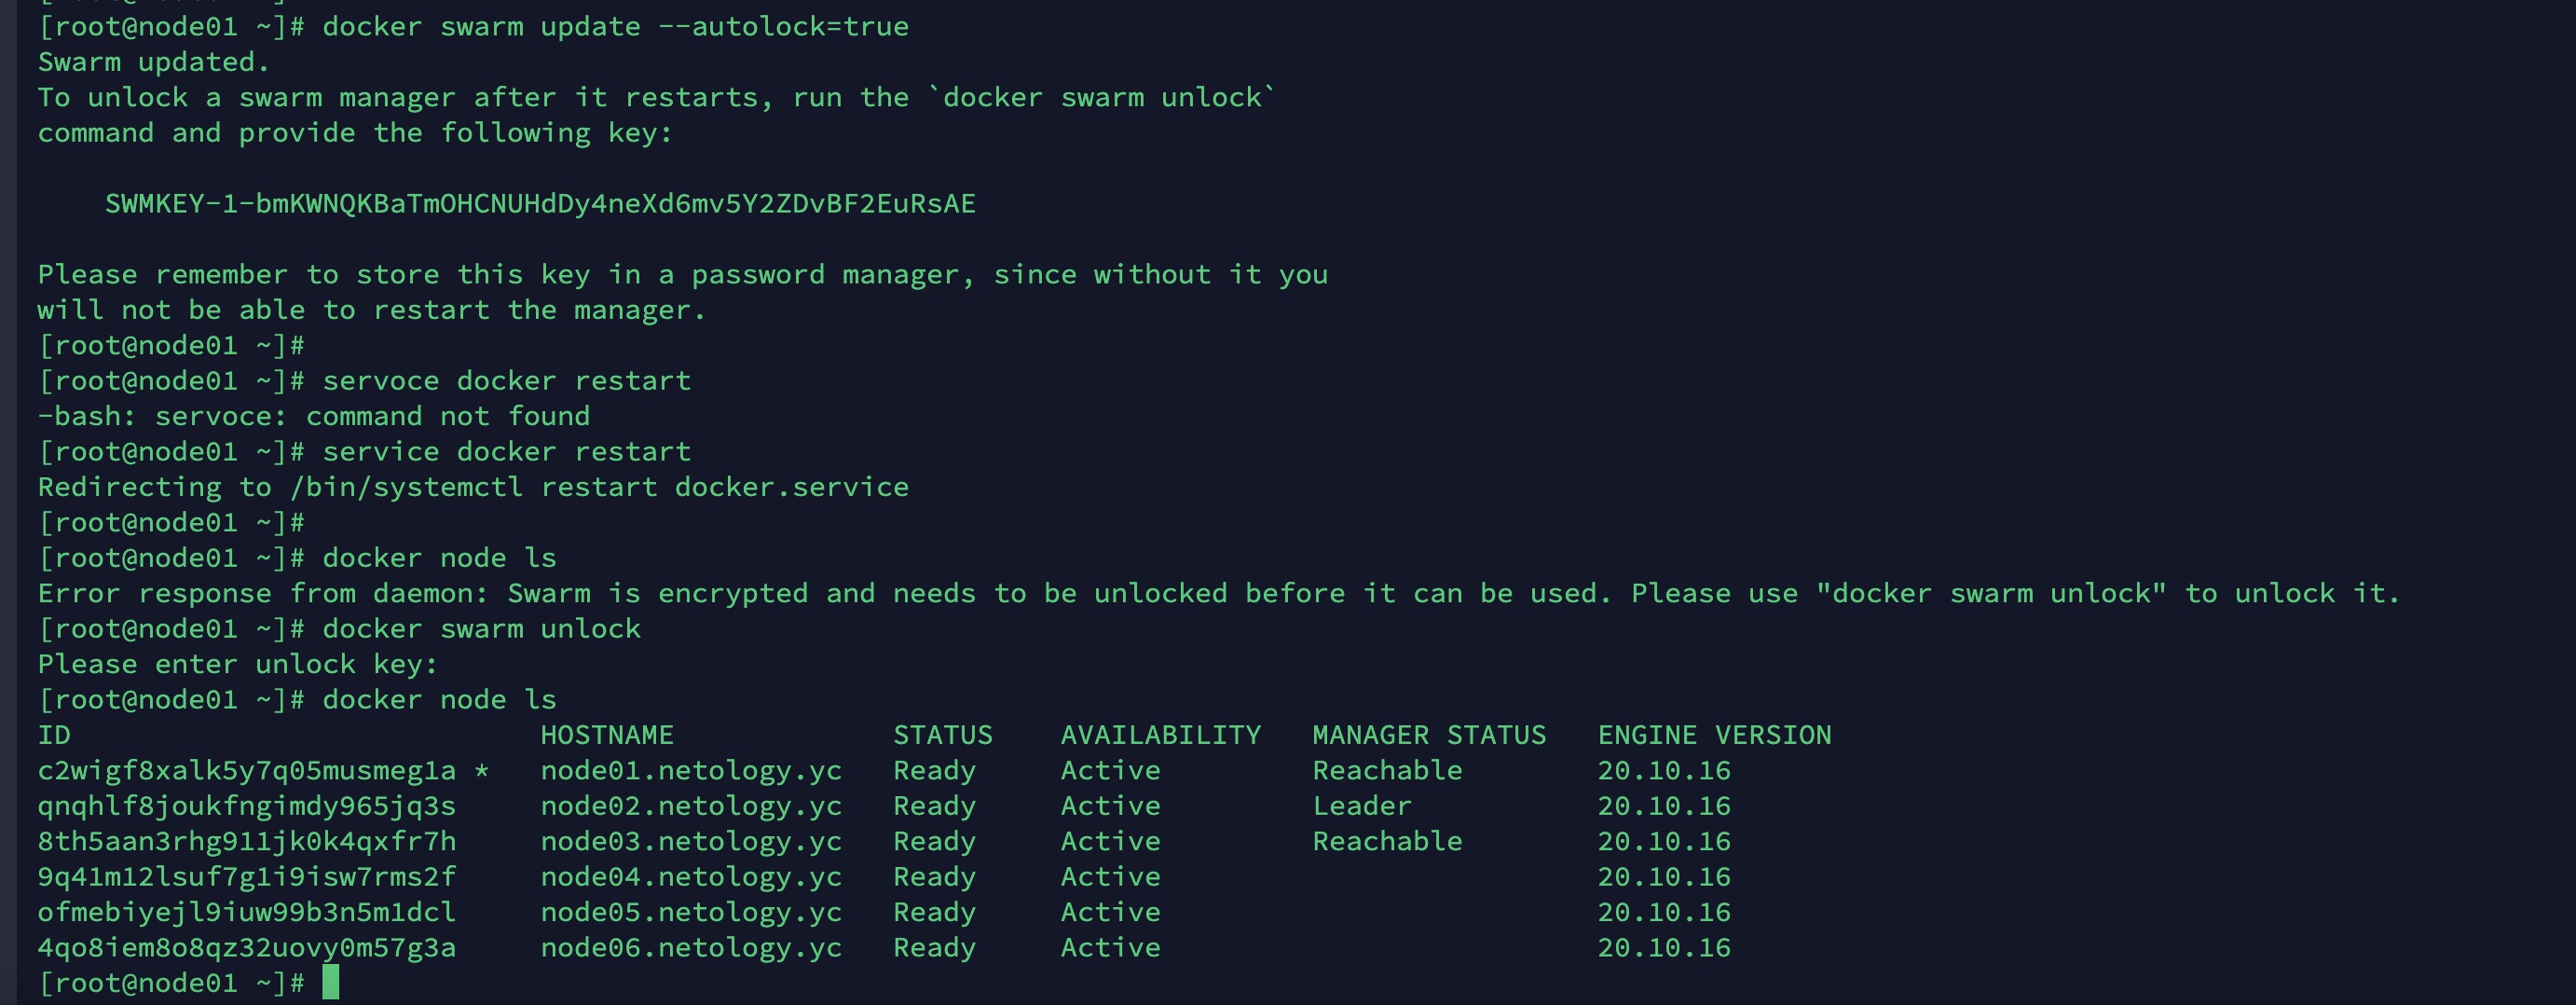 [root@node01 ~]# docker swarm update --autolock=true
Swarm updated.
To unlock a swarm manager after it restarts, run the `docker swarm unlock`
command and provide the following key:
SWMKEY-1-bmKWNQKBaTmOHCNUHdDy4neXd6mv5Y2ZDvBF2EuRsAE
Please remember to store this key in a password manager, since without it you
will not be able to restart the manager.
[root@node01 ~]#
[root@node01 ~]# servoce docker restart
-bash: servoce: command not found
[root@node01 ~]# service docker restart
Redirecting to /bin/systemctl restart docker.service
[root@node01 ~]#
[root@node01 ~]# docker node ls
Error response from daemon: Swarm is encrypted and needs to be unlocked before it can be used. Please use "docker swarm unlock" to unlock it.
[root@node01 ~]# docker swarm unlock
Please enter unlock key:
[root@node01 ~]# docker node ls
ID HOSTNAME STATUS AVAILABILITY MANAGER STATUS ENGINE VERSION
c2wigf8xalk5y7q05musmeg1a * node01.netology.yc Ready Active Reachable 20.10.16
qnqhlf8joukfngimdy965jq3s node02.netology.yc Ready Active Leader 20.10.16
8th5aan3rhg911jk0k4qxfr7h node03.netology.yc Ready Active Reachable 20.10.16
9q41m12lsuf7g1i9isw7rms2f node04.netology.yc Ready Active 20.10.16
ofmebiyejl9iuw99b3n5m1dcl node05.netology.yc Ready Active 20.10.16
4qo8iem8o8qz32uovy0m57g3a node06.netology.yc Ready Active 20.10.16
[root@node01 ~]#